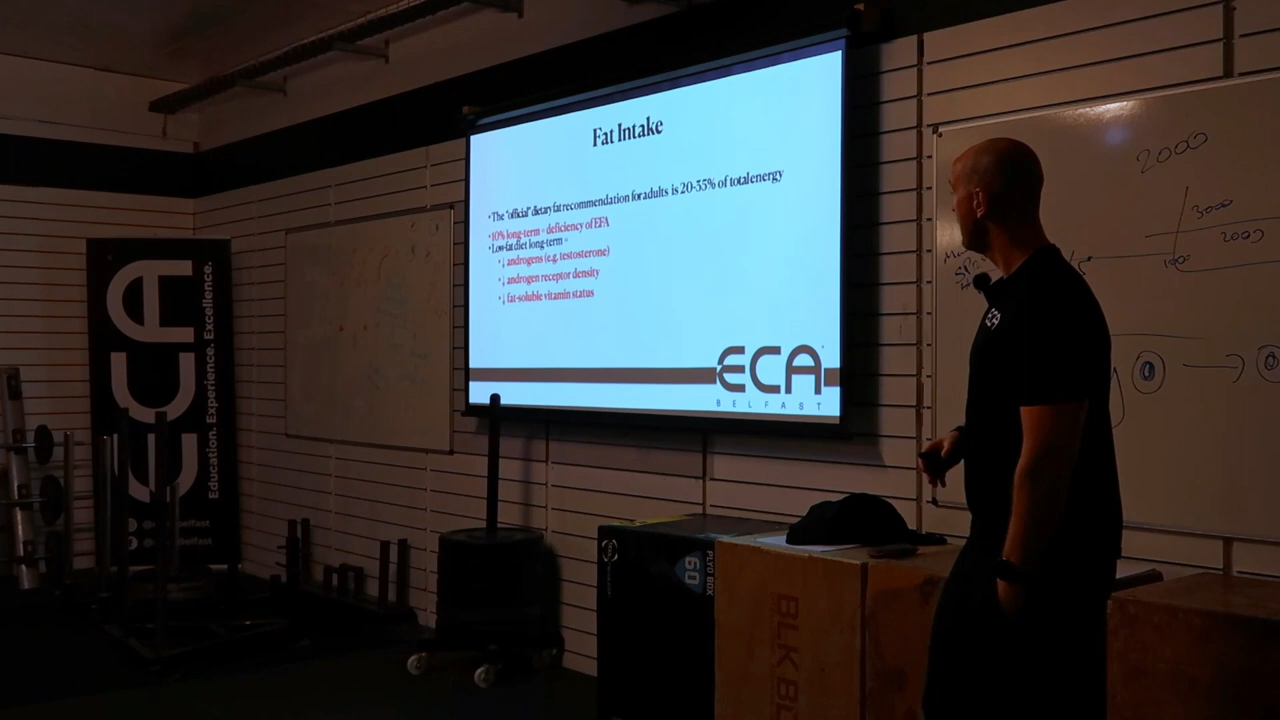 Fat Intake
• The "official" dietary fat recommendation for adults is 20-35% of total energy
• 10% long-term = deficiency of EFA
• Low-fat diet long-term =
• ↓ androgens (e.g. testosterone)
• ↓ androgen receptor density
• ↓ fat-soluble vitamin status
ECA
BELFAST
ECA
Education. Experience. Excellence.
2000
3000
2000
ECA
60
PLYO BOX